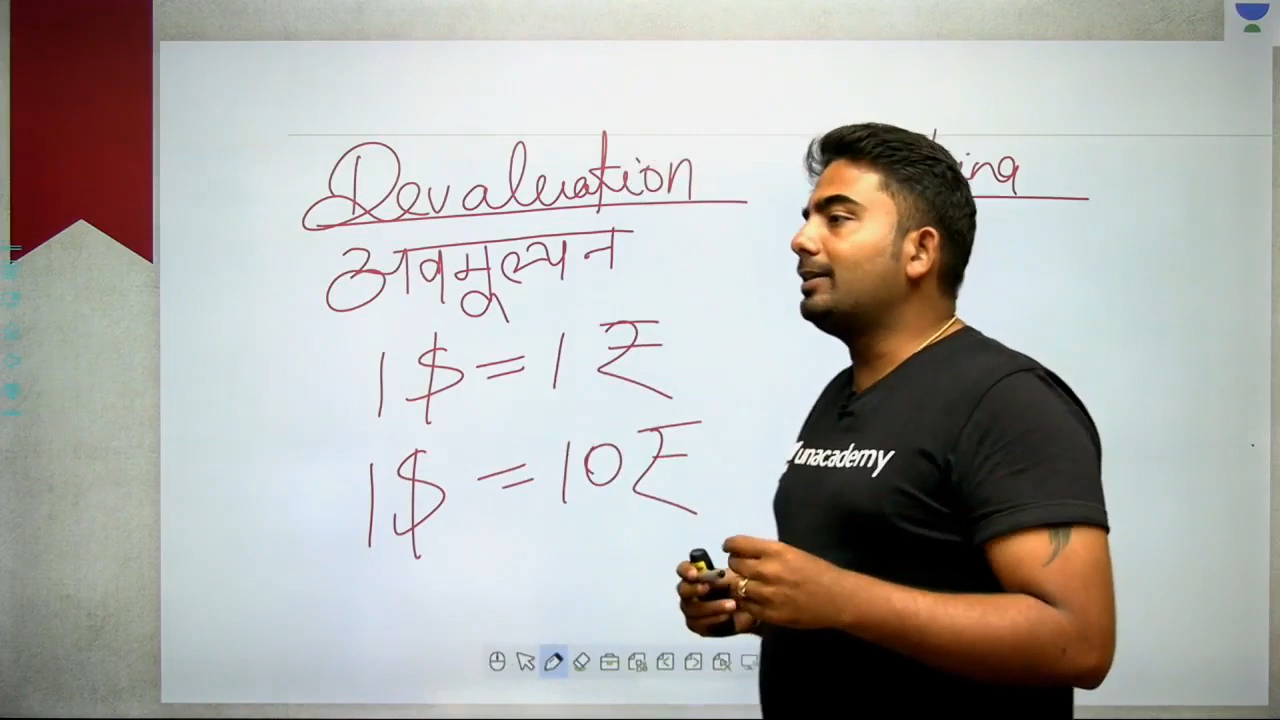 Devaluation
अवमूल्यन
1$ = 1 ₹
1$ = 10 ₹
unacademy